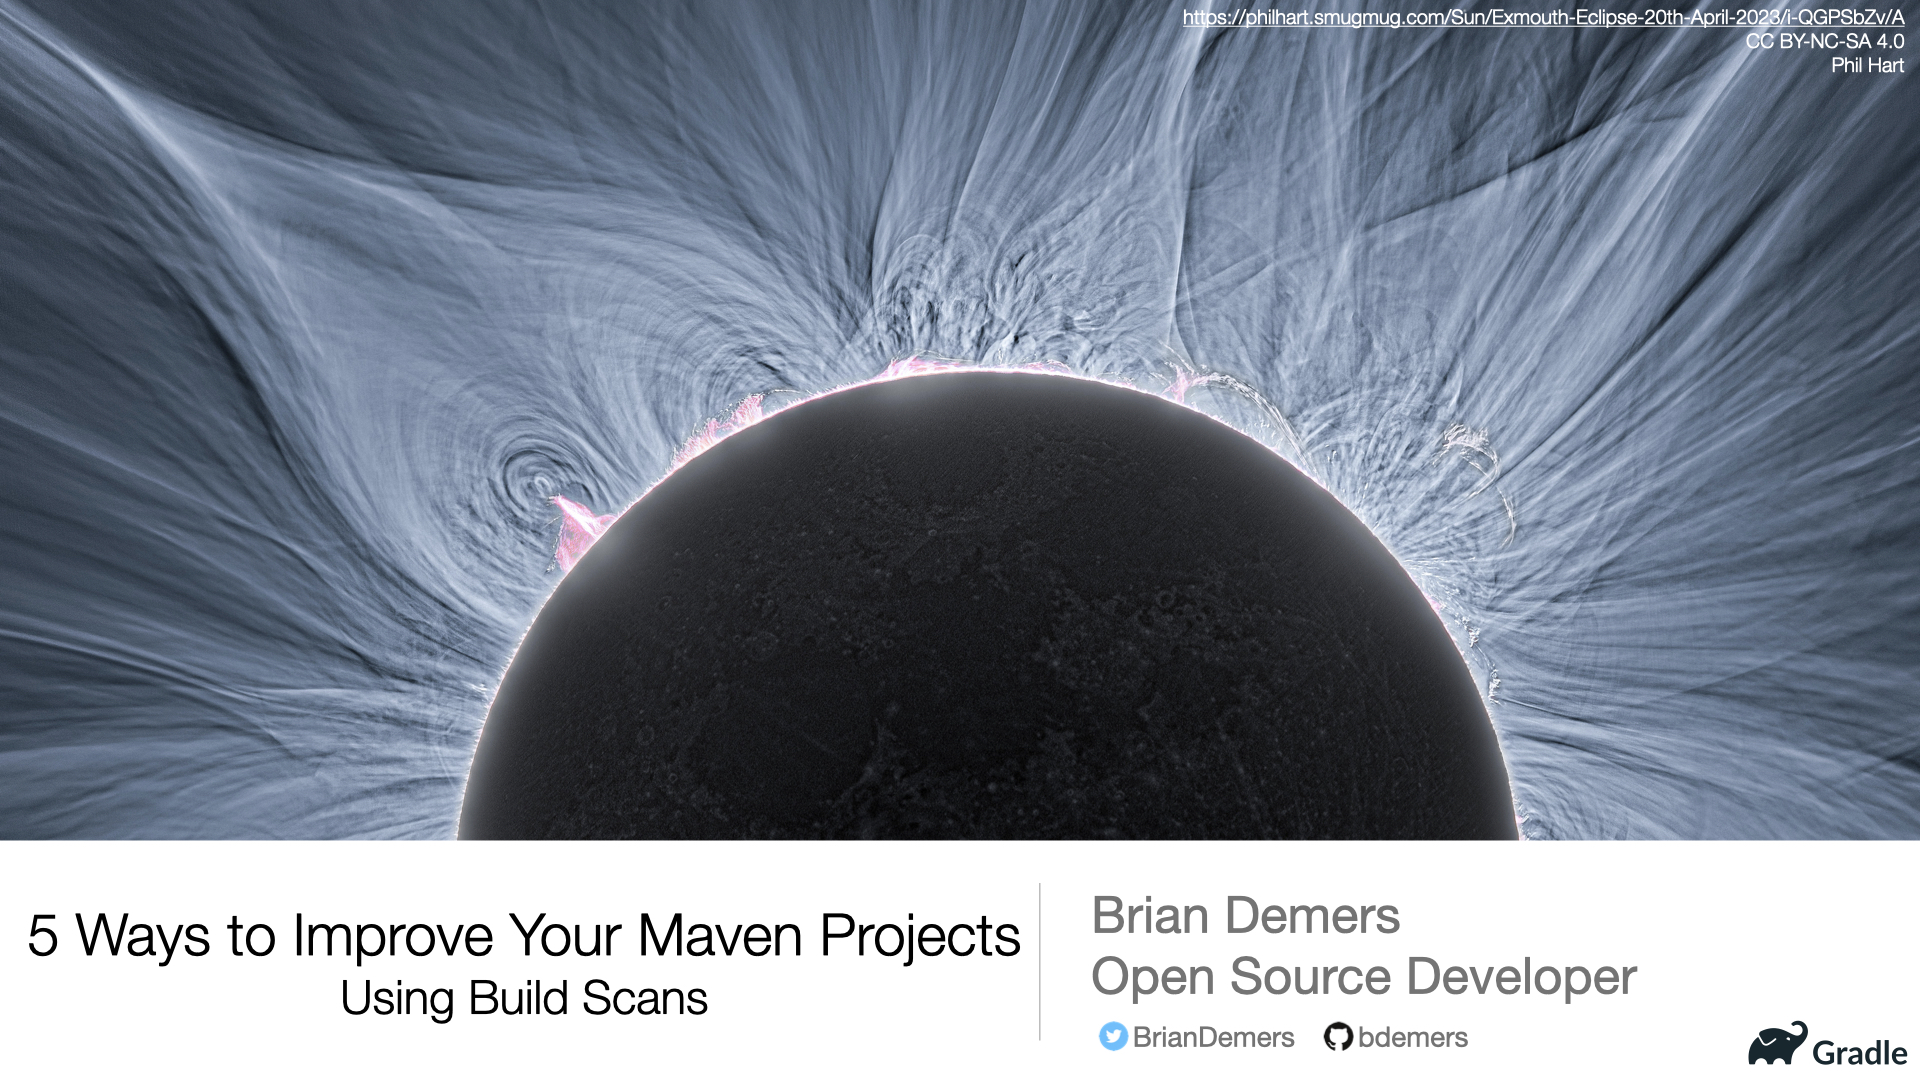 https://philhart.smugmug.com/Sun/Exmouth-Eclipse-20th-April-2023/i-QGPSbZv/A
CC BY-NC-SA 4.0
Phil Hart
5 Ways to Improve Your Maven Projects
Using Build Scans
Brian Demers
Open Source Developer
BrianDemers bdemers
Gradle